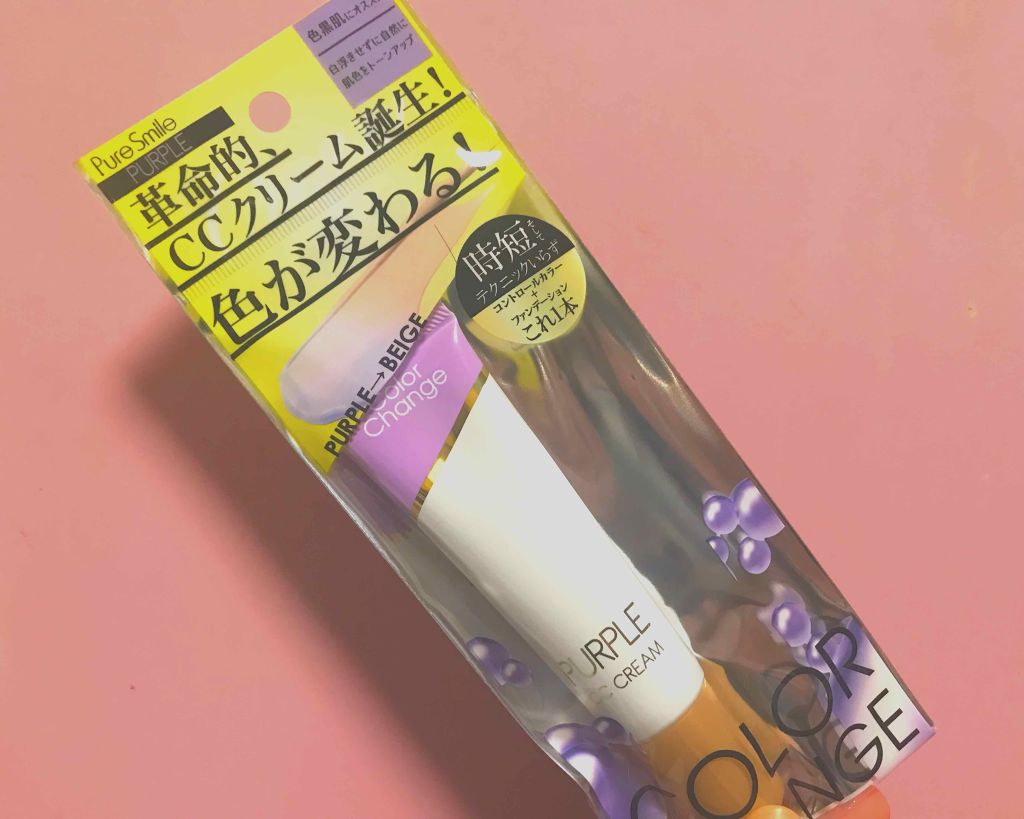 色黒肌にオスス
白浮きせずに自然に
肌色をトーンアップ
Pure Smile
PURPLE
革命的、
CCクリーム誕生!
色が変わる!
時短そして
テクニックいらず
コントロールカラー
+
ファンデーション
これ1本
PURPLE→BEIGE
Color
Change
PURPLE
CC CREAM
COLOR
NGE